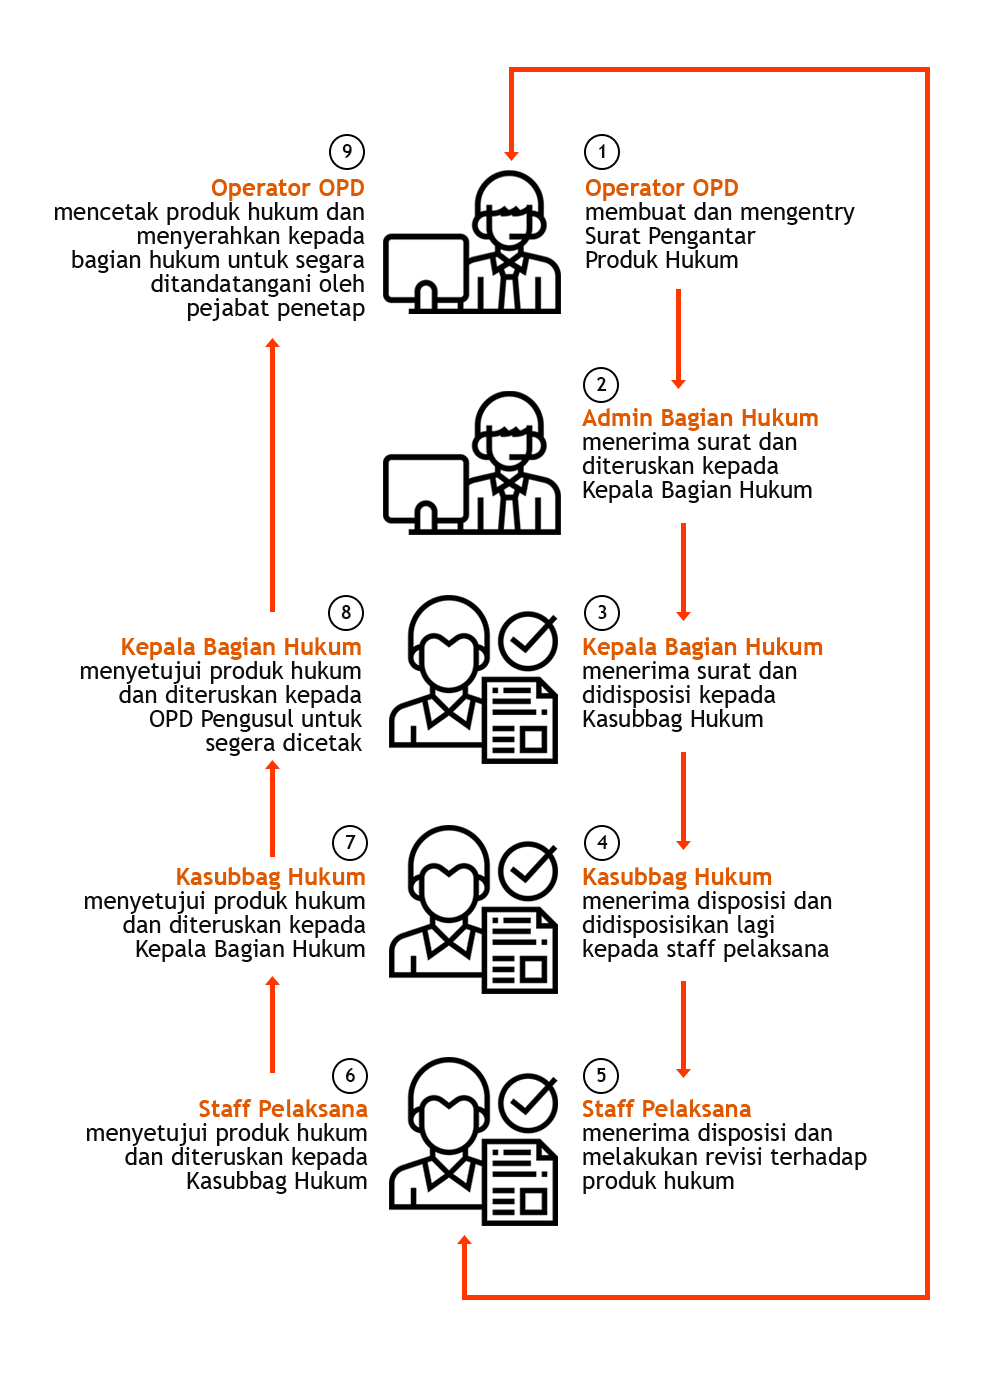 1
Operator OPD
membuat dan mengentry
Surat Pengantar
Produk Hukum
2
Admin Bagian Hukum
menerima surat dan
diteruskan kepada
Kepala Bagian Hukum
3
Kepala Bagian Hukum
menerima surat dan
didisposisi kepada
Kasubbag Hukum
4
Kasubbag Hukum
menerima disposisi dan
didisposisikan lagi
kepada staff pelaksana
5
Staff Pelaksana
menerima disposisi dan
melakukan revisi terhadap
produk hukum
6
Staff Pelaksana
menyetujui produk hukum
dan diteruskan kepada
Kasubbag Hukum
7
Kasubbag Hukum
menyetujui produk hukum
dan diteruskan kepada
Kepala Bagian Hukum
8
Kepala Bagian Hukum
menyetujui produk hukum
dan diteruskan kepada
OPD Pengusul untuk
segera dicetak
9
Operator OPD
mencetak produk hukum dan
menyerahkan kepada
bagian hukum untuk segara
ditandatangani oleh
pejabat penetap